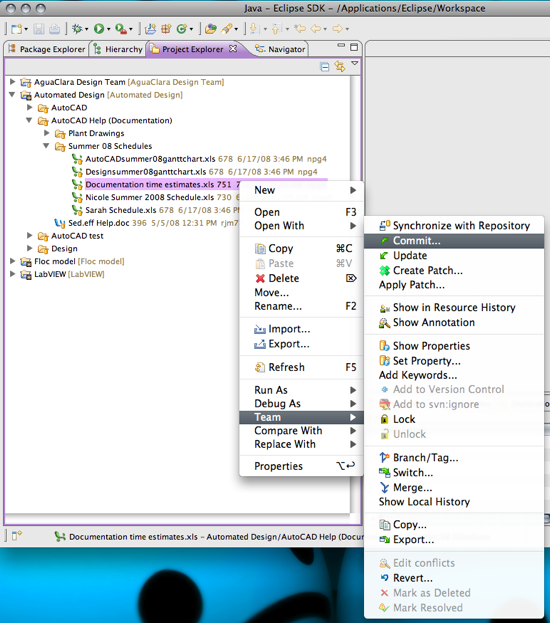 Java – Eclipse SDK – /Applications/Eclipse/Workspace
Package Explorer Hierarchy Project Explorer Navigator
AguaClara Design Team [AguaClara Design Team]
Automated Design [Automated Design]
AutoCAD
AutoCAD Help (Documentation)
Plant Drawings
Summer 08 Schedules
AutoCADsummer08ganttchart.xls 678 6/17/08 3:46 PM npg4
Designsummer08ganttchart.xls 678 6/17/08 3:46 PM npg4
Documentation time estimates.xls 751
Nicole Summer 2008 Schedule.xls 730
Sarah Schedule.xls 678 6/17/08 3:46 PM
Sed.eff Help.doc 396 5/5/08 12:31 PM rjm7
AutoCAD test
Design
Floc model [Floc model]
LabVIEW [LabVIEW]
New
Open F3
Open With
Copy ⌘C
Paste ⌘V
Delete ⌦
Move...
Rename... F2
Import...
Export...
Refresh F5
Run As
Debug As
Team
Compare With
Replace With
Properties ⌥↩
Synchronize with Repository
Commit...
Update
Create Patch...
Apply Patch...
Show in Resource History
Show Annotation
Show Properties
Set Property...
Add Keywords...
Add to Version Control
Add to svn:ignore
Lock
Unlock
Branch/Tag...
Switch...
Merge...
Show Local History
Copy...
Export...
Edit conflicts
Revert...
Mark as Deleted
Mark Resolved
Documentation time estimates.xls – Automated Design/AutoCAD Help (Docum